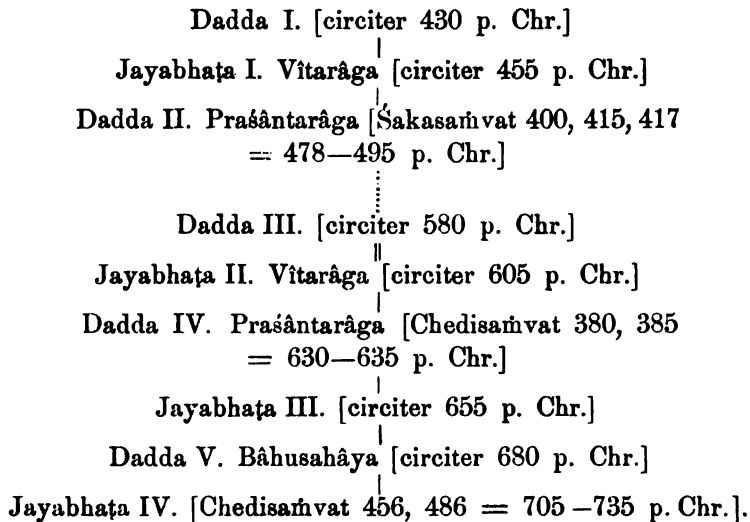 Dadda I. [circiter 430 p. Chr.]
Jayabhaṭa I. Vîtarâga [circiter 455 p. Chr.]
Dadda II. Praśântarâga [Śakasaṁvat 400, 415, 417
= 478—495 p. Chr.]
Dadda III. [circiter 580 p. Chr.]
Jayabhaṭa II. Vîtarâga [circiter 605 p. Chr.]
Dadda IV. Praśântarâga [Chedisaṁvat 380, 385
= 630—635 p. Chr.]
Jayabhaṭa III. [circiter 655 p. Chr.]
Dadda V. Bâhusahâya [circiter 680 p. Chr.]
Jayabhaṭa IV. [Chedisaṁvat 456, 486 = 705—735 p. Chr.].